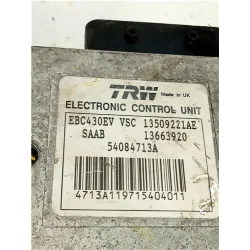 TRW Made in UK
ELECTRONIC CONTROL UNIT
EBC430EV VSC 13509221AE
SAAB 13663920
54084713A
4713A119715404011